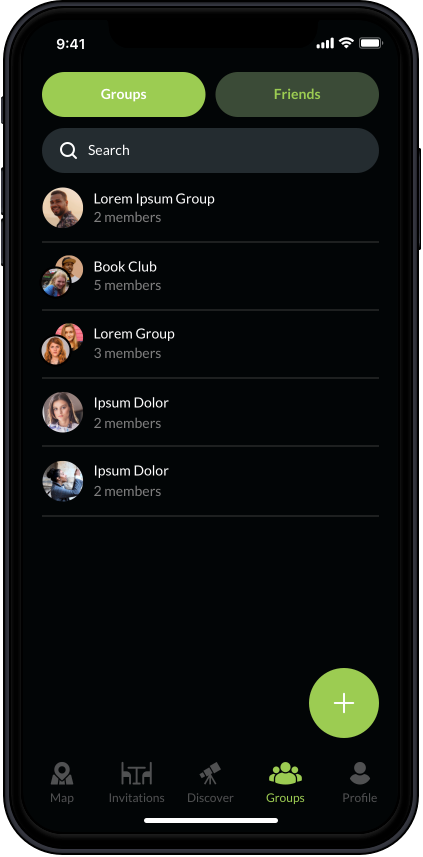 9:41
Groups
Friends
Search
Lorem Ipsum Group
2 members
Book Club
5 members
Lorem Group
3 members
Ipsum Dolor
2 members
Ipsum Dolor
2 members
Map
Invitations
Discover
Groups
Profile